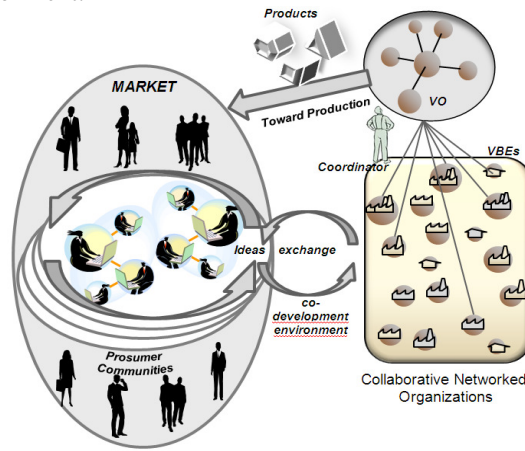 Products
MARKET
VO
Toward Production
Coordinator
VBEs
Ideas exchange
co-
development
environment
Prosumer
Communities
Collaborative Networked
Organizations